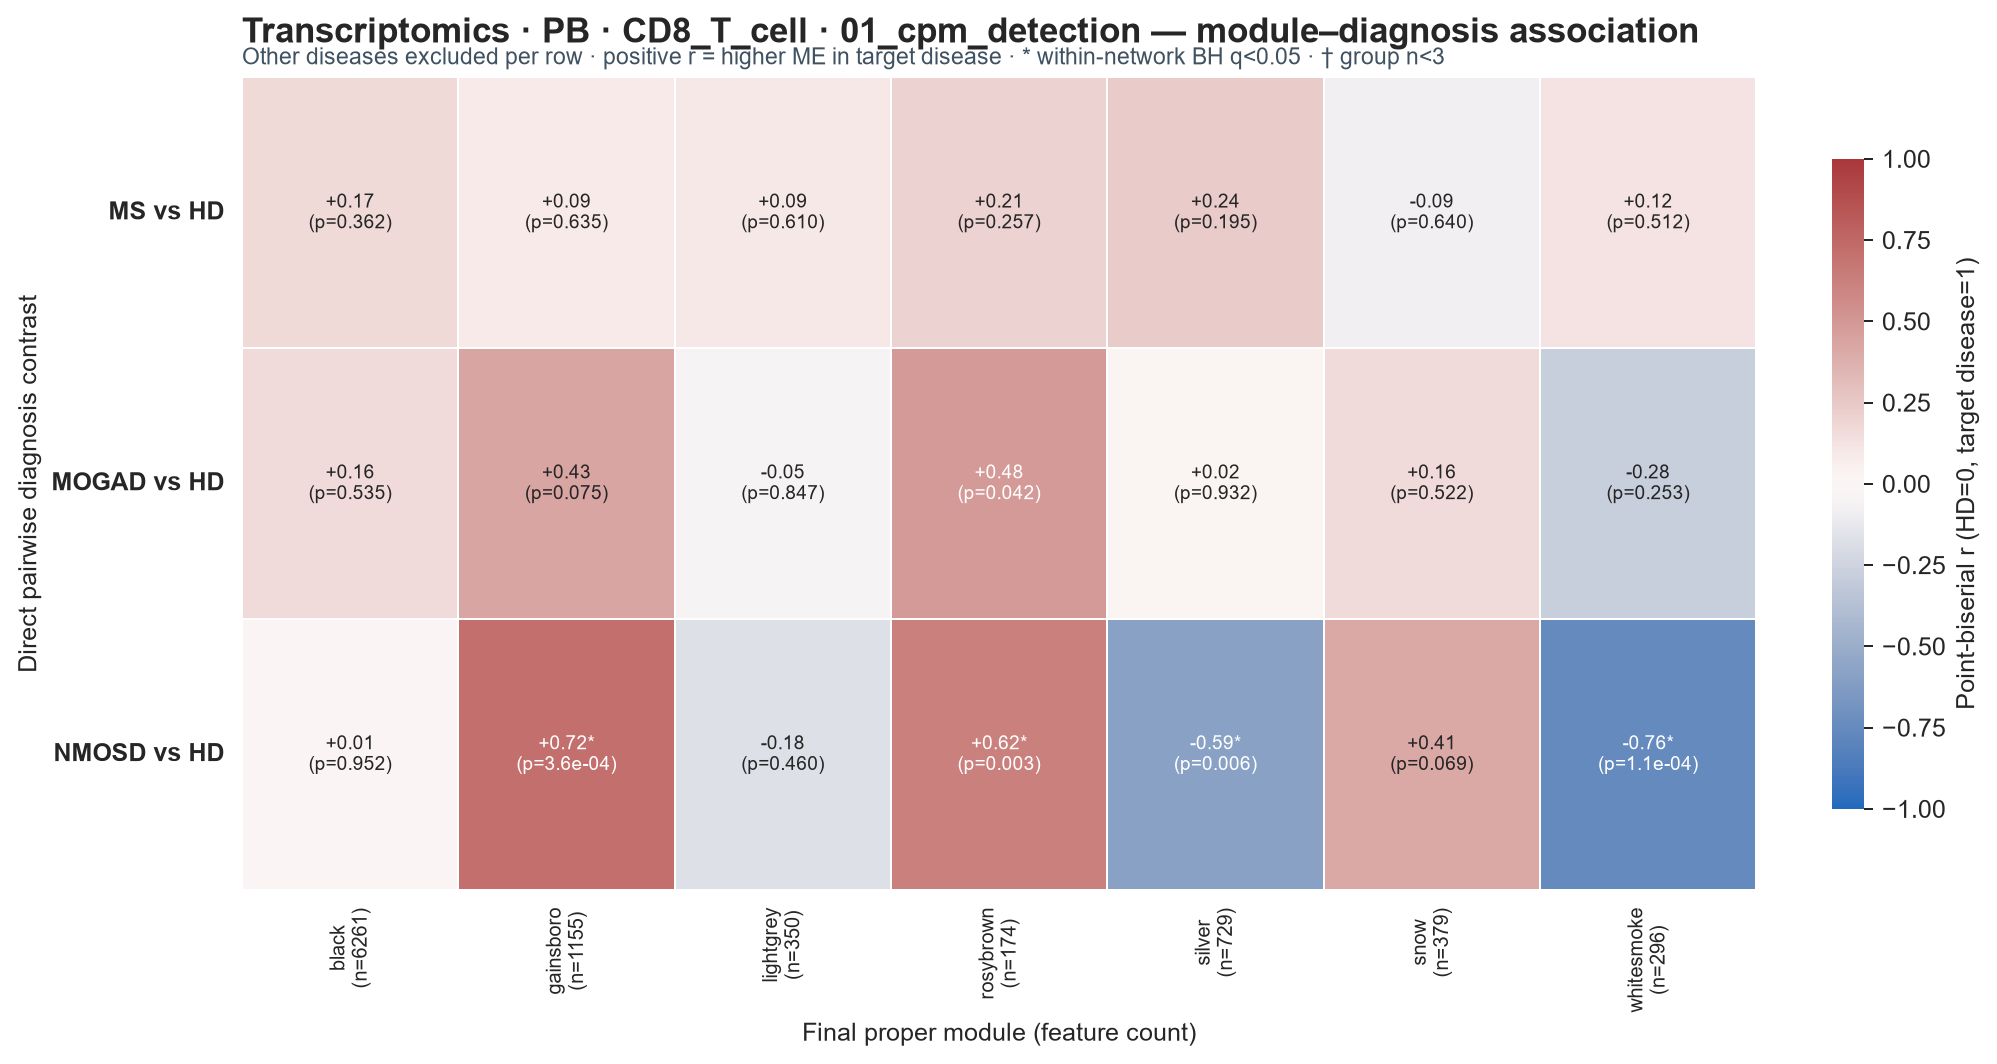 Transcriptomics · PB · CD8_T_cell · 01_cpm_detection — module–diagnosis association
Other diseases excluded per row · positive r = higher ME in target disease · * within-network BH q<0.05 · † group n<3
Direct pairwise diagnosis contrast
MS vs HD
+0.17
(p=0.362)
+0.09
(p=0.635)
+0.09
(p=0.610)
+0.21
(p=0.257)
+0.24
(p=0.195)
-0.09
(p=0.640)
+0.12
(p=0.512)
MOGAD vs HD
+0.16
(p=0.535)
+0.43
(p=0.075)
-0.05
(p=0.847)
+0.48
(p=0.042)
+0.02
(p=0.932)
+0.16
(p=0.522)
-0.28
(p=0.253)
NMOSD vs HD
+0.01
(p=0.952)
+0.72*
(p=3.6e-04)
-0.18
(p=0.460)
+0.62*
(p=0.003)
-0.59*
(p=0.006)
+0.41
(p=0.069)
-0.76*
(p=1.1e-04)
black
(n=6261)
gainsboro
(n=1155)
lightgrey
(n=350)
rosybrown
(n=174)
silver
(n=729)
snow
(n=379)
whitesmoke
(n=296)
Final proper module (feature count)
1.00
0.75
0.50
0.25
0.00
−0.25
−0.50
−0.75
−1.00
Point-biserial r (HD=0, target disease=1)